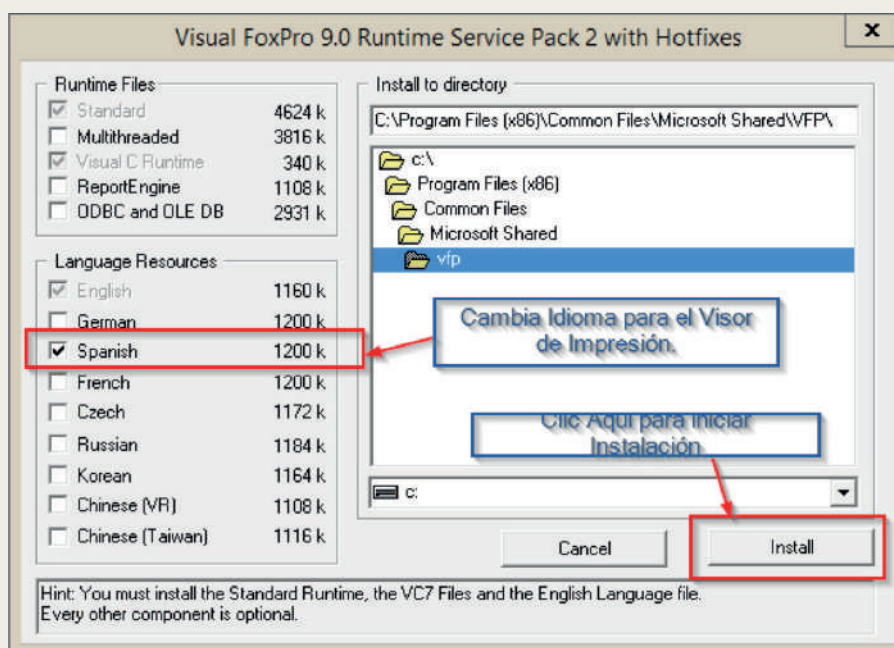 Visual FoxPro 9.0 Runtime Service Pack 2 with Hotfixes
x
Runtime Files
Standard 4624 k
Multithreaded 3816 k
Visual C Runtime 340 k
ReportEngine 1108 k
ODBC and OLE DB 2931 k
Language Resources
English 1160 k
German 1200 k
Spanish 1200 k
French 1200 k
Czech 1172 k
Russian 1184 k
Korean 1164 k
Chinese (VR) 1108 k
Chinese (Taiwan) 1116 k
Install to directory
C:\Program Files (x86)\Common Files\Microsoft Shared\VFP\
c:\
Program Files (x86)
Common Files
Microsoft Shared
vfp
Cambia Idioma para el Visor
de Impresión.
Clic Aquí para Iniciar
Instalación
c:
Cancel
Install
Hint: You must install the Standard Runtime, the VC7 Files and the English Language file.
Every other component is optional.